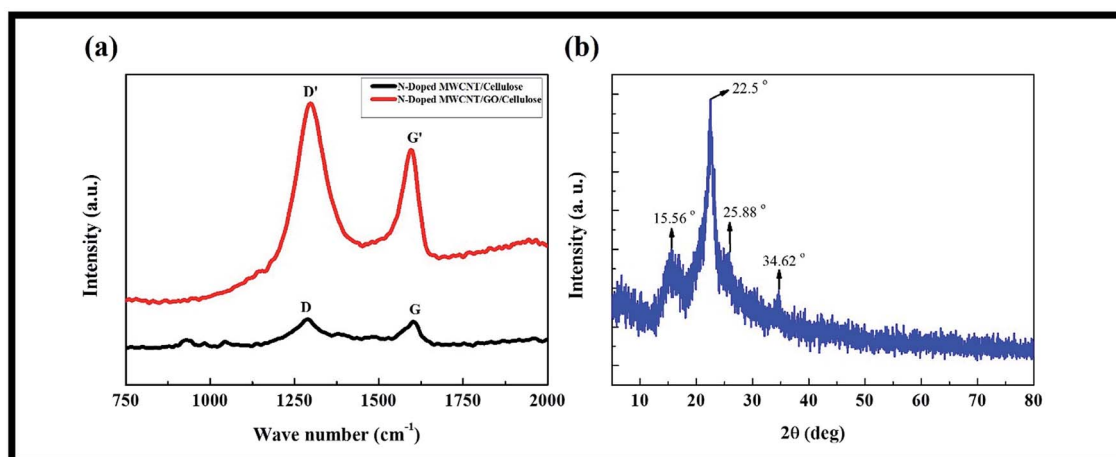 (a)
N-Doped MWCNT/Cellulose
N-Doped MWCNT/GO/Cellulose
D'
G'
D
G
Intensity (a.u.)
750 1000 1250 1500 1750 2000
Wave number (cm⁻¹)
(b)
22.5 °
15.56 °
25.88 °
34.62 °
Intensity (a. u.)
10 20 30 40 50 60 70 80
2θ (deg)